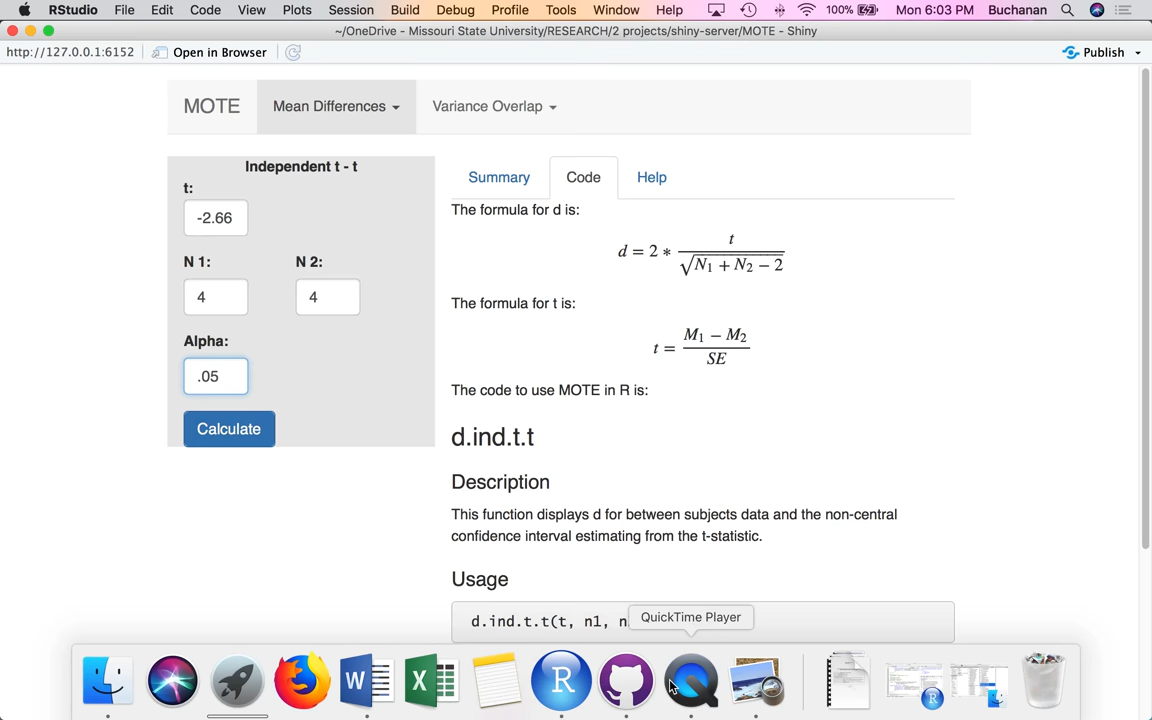 RStudio File Edit Code View Plots Session Build Debug Profile Tools Window Help 100% Mon 6:03 PM Buchanan
~/OneDrive - Missouri State University/RESEARCH/2 projects/shiny-server/MOTE - Shiny
http://127.0.0.1:6152 Open in Browser Publish
MOTE Mean Differences Variance Overlap
Independent t - t
t:
-2.66
N 1: N 2:
4 4
Alpha:
.05
Calculate
Summary Code Help
The formula for d is:
d = 2 * t / √(N1 + N2 − 2)
The formula for t is:
t = (M1 − M2) / SE
The code to use MOTE in R is:
d.ind.t.t
Description
This function displays d for between subjects data and the non-central
confidence interval estimating from the t-statistic.
Usage
d.ind.t.t(t, n1, n
QuickTime Player